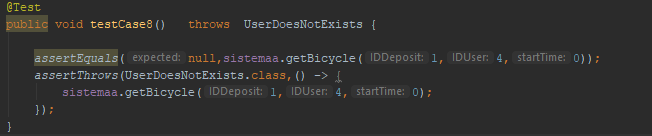 @Test
public void testCase8() throws UserDoesNotExists {
assertEquals( expected: null,sistemaa.getBicycle( IDDeposit: 1, IDUser: 4, startTime: 0));
assertThrows(UserDoesNotExists.class,() -> {
sistemaa.getBicycle( IDDeposit: 1, IDUser: 4, startTime: 0);
});
}